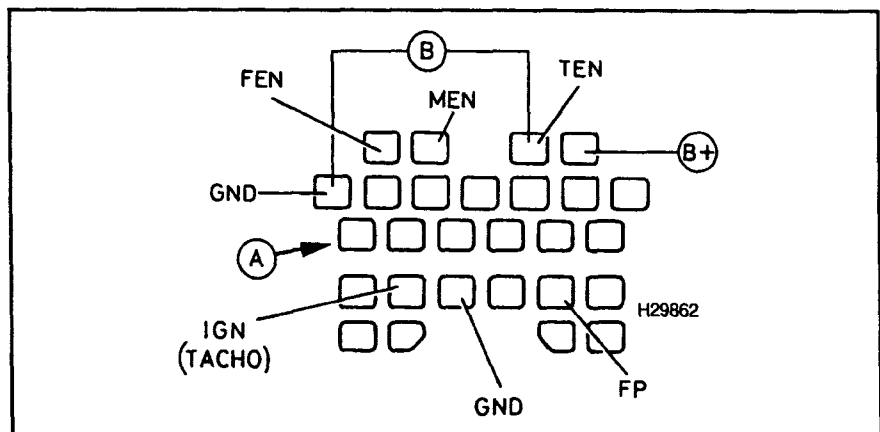 B
FEN
MEN
TEN
B+
GND
A
H29862
IGN
(TACHO)
GND
FP